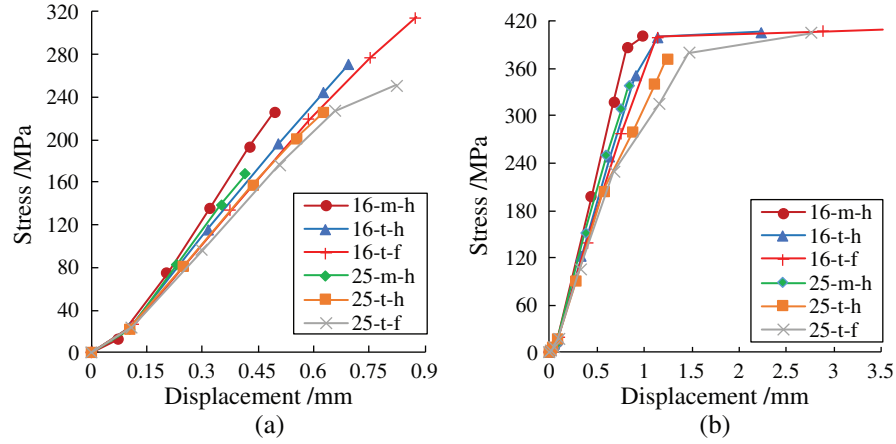 320
280
240
200
160
120
80
40
0
Stress /MPa
0
0.15
0.3
0.45
0.6
0.75
0.9
Displacement /mm
16-m-h
16-t-h
16-t-f
25-m-h
25-t-h
25-t-f
(a)
420
360
300
240
180
120
60
0
Stress /MPa
0
0.5
1
1.5
2
2.5
3
3.5
Displacement /mm
16-m-h
16-t-h
16-t-f
25-m-h
25-t-h
25-t-f
(b)